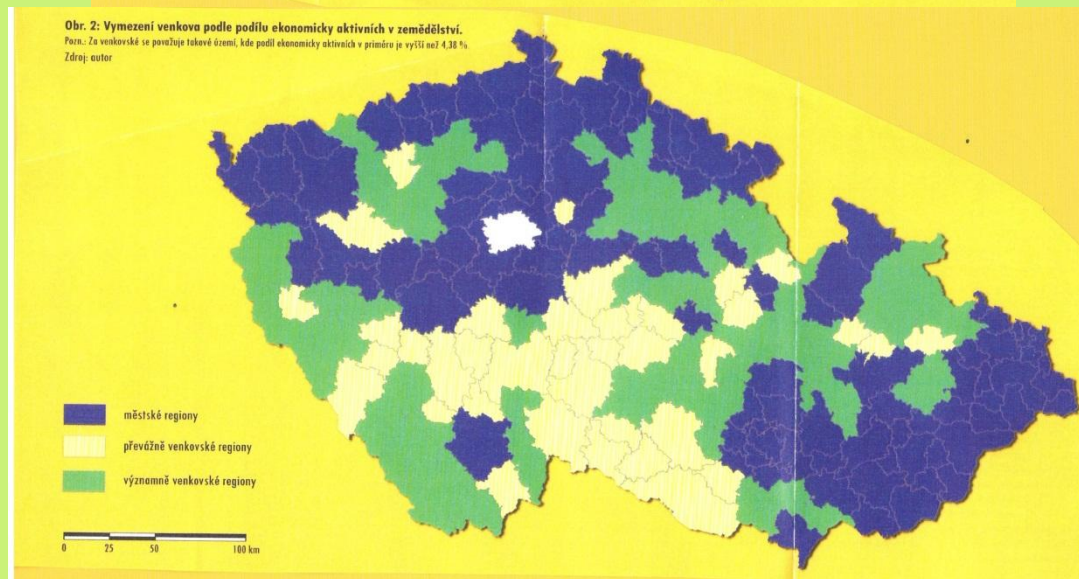 Obr. 2: Vymezení venkova podle podílu ekonomicky aktivních v zemědělství.
Pozn.: Za venkovské se považuje takové území, kde podíl ekonomicky aktivních v priméru je vyšší než 4,38 %
Zdroj: autor
městské regiony
převážně venkovské regiony
významně venkovské regiony
0 25 50 100 km